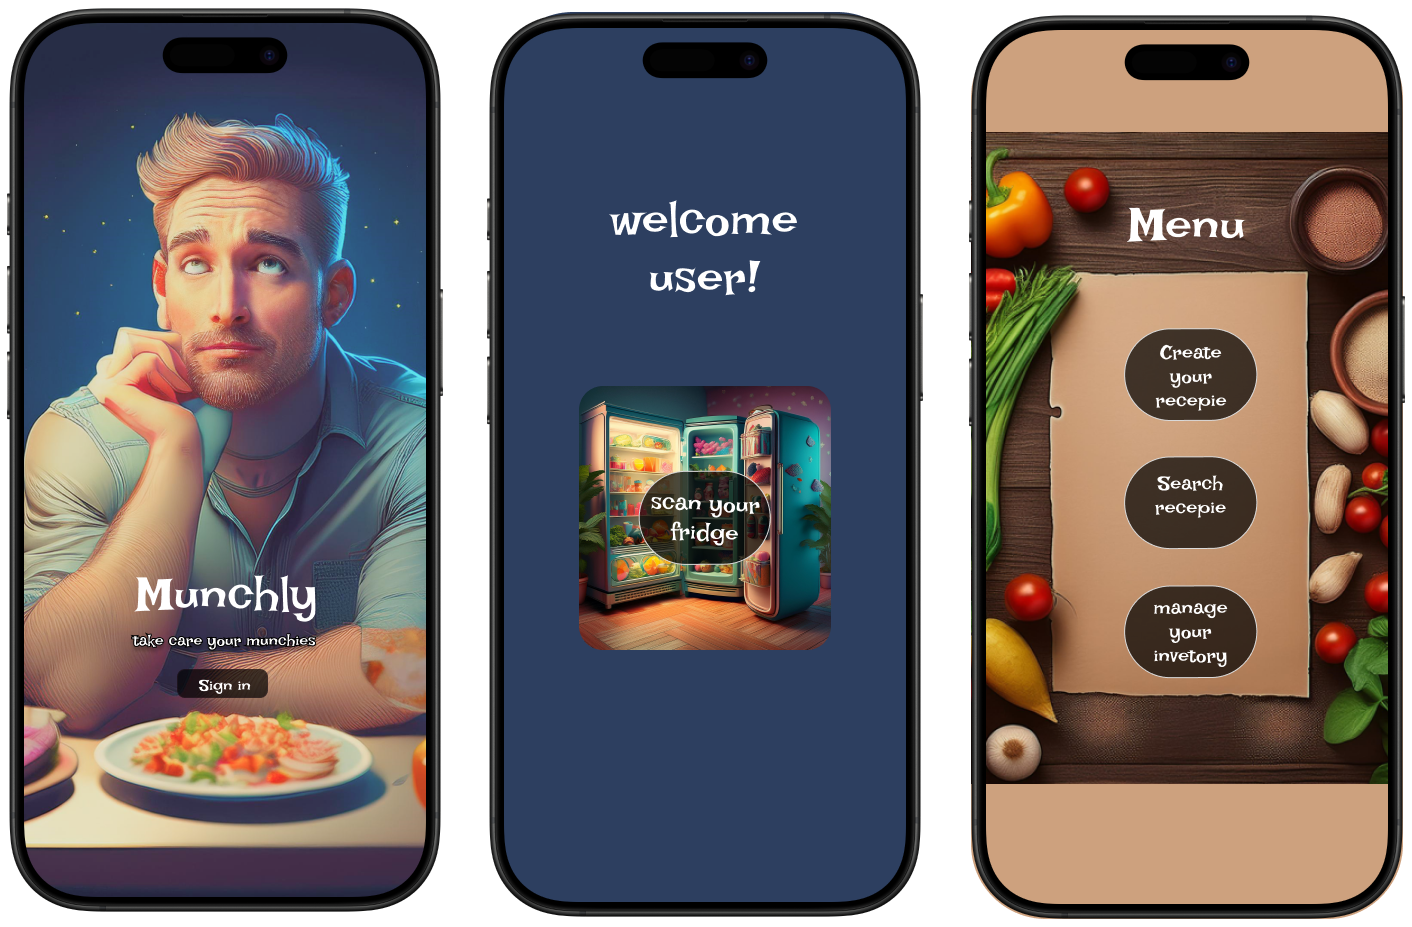 Munchly
take care your munchies
Sign in
welcome
user!
scan your
fridge
Menu
Create
your
recepie
Search
recepie
manage
your
invetory